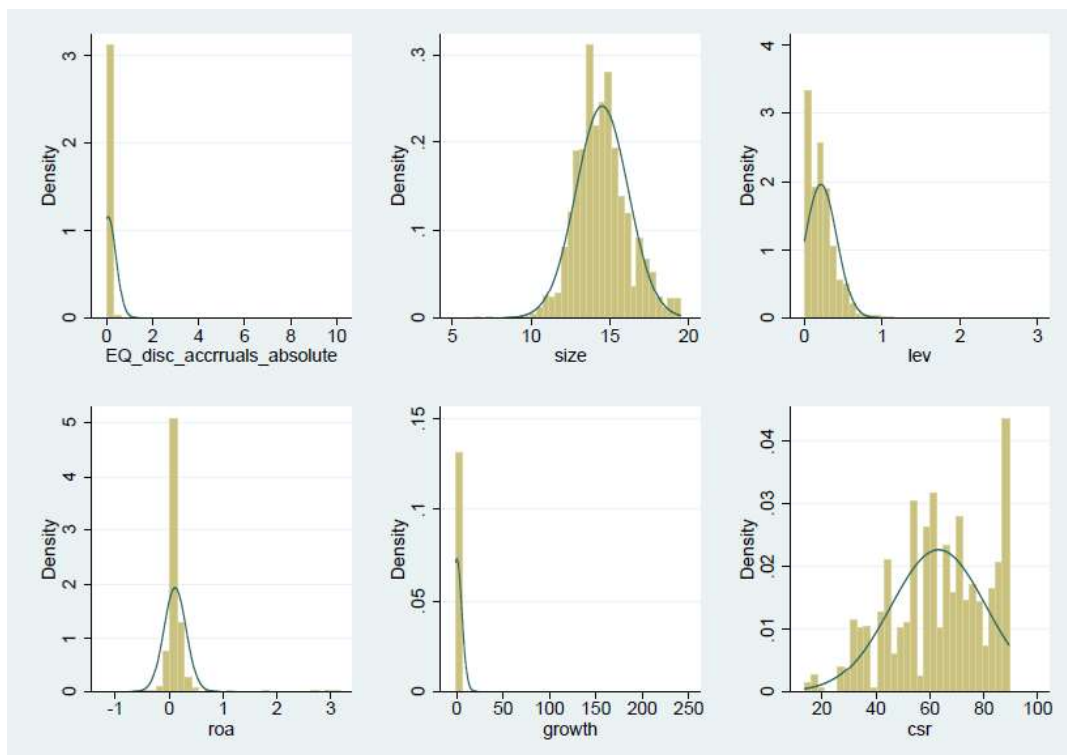 Density
0 1 2 3
0 2 4 6 8 10
EQ_disc_accrruals_absolute
Density
0 .1 .2 .3
5 10 15 20
size
Density
0 1 2 3 4
0 1 2 3
lev
Density
0 1 2 3 4 5
-1 0 1 2 3
roa
Density
0 .05 .1 .15
0 50 100 150 200 250
growth
Density
0 .01 .02 .03 .04
20 40 60 80 100
csr